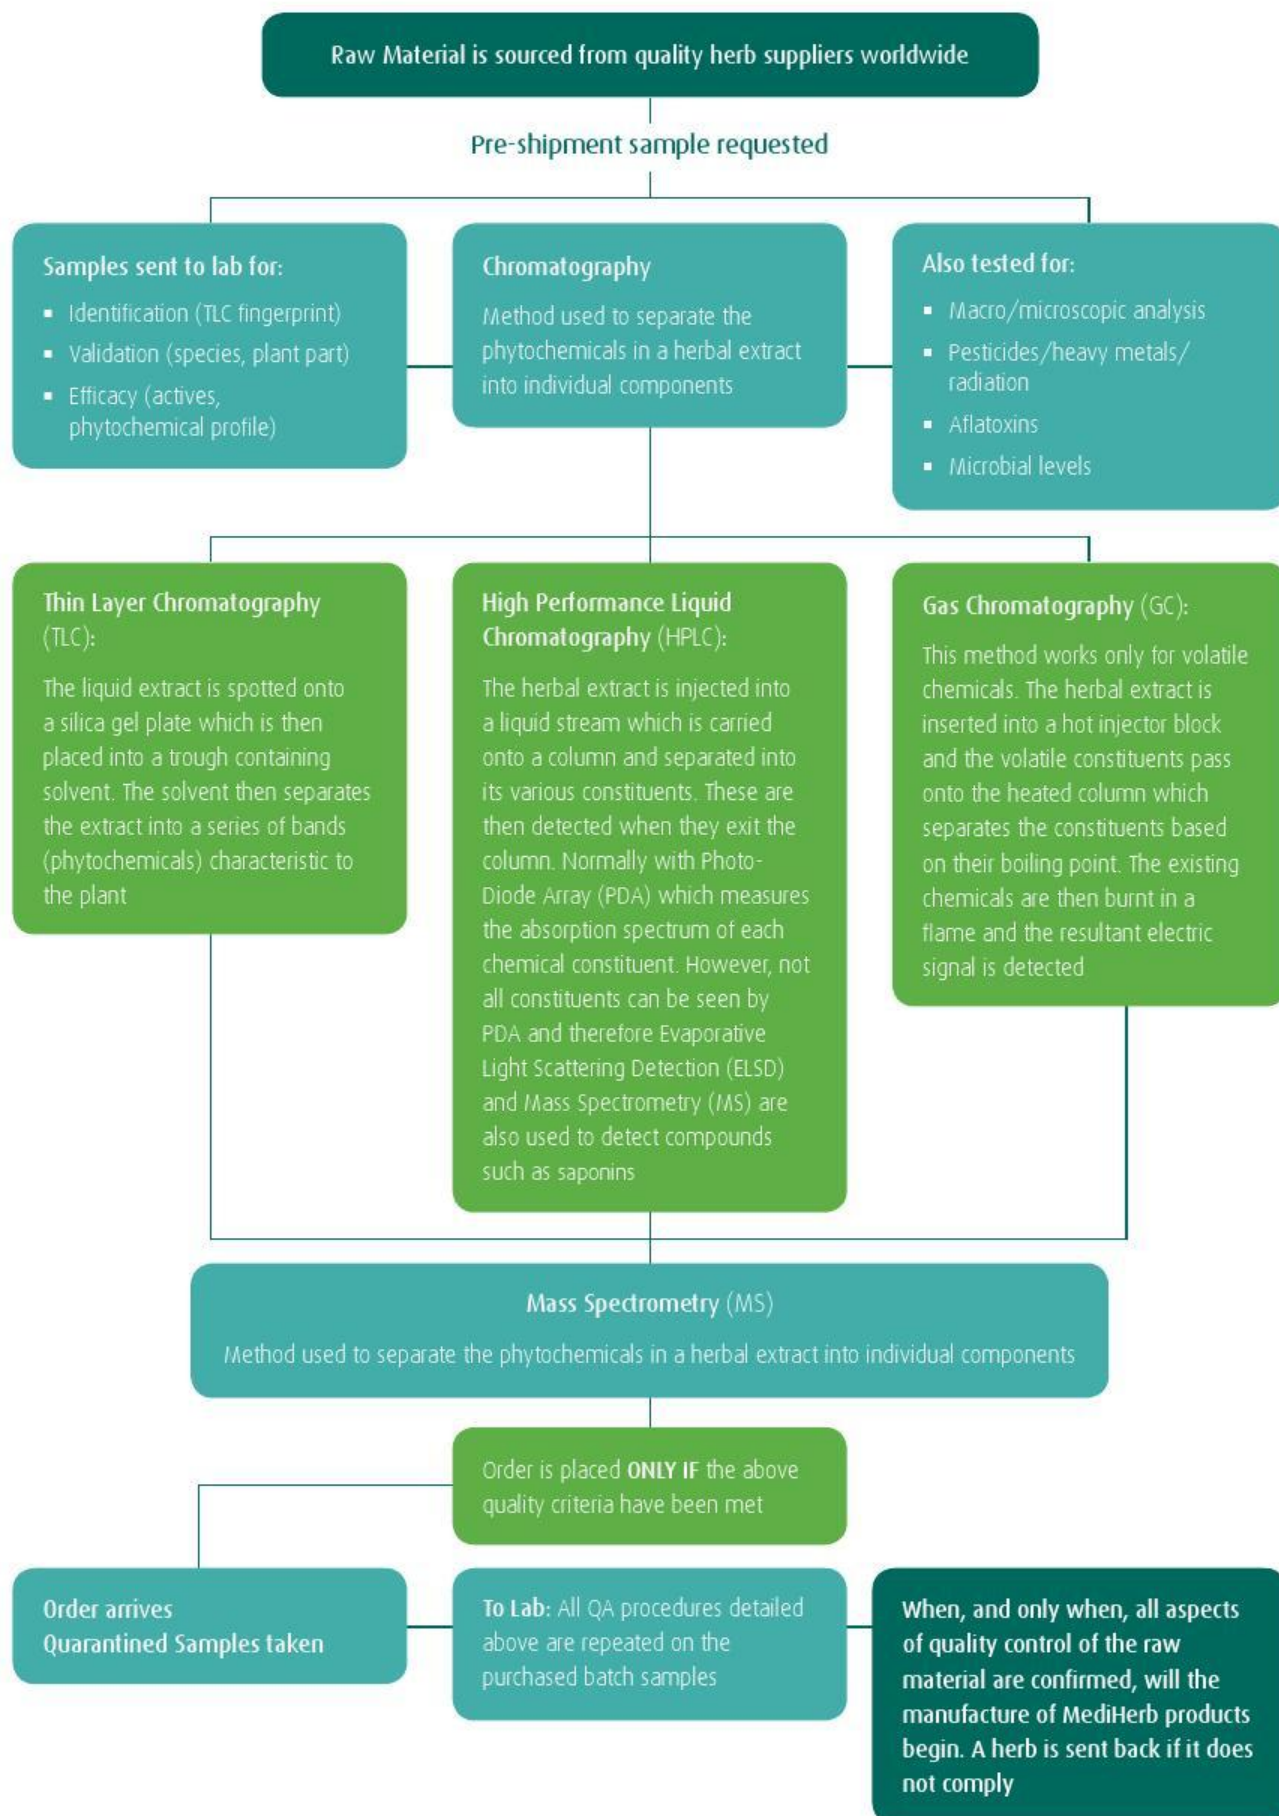 Raw Material is sourced from quality herb suppliers worldwide
Pre-shipment sample requested
Samples sent to lab for:
▪ Identification (TLC fingerprint)
▪ Validation (species, plant part)
▪ Efficacy (actives,
phytochemical profile)
Chromatography
Method used to separate the
phytochemicals in a herbal extract
into individual components
Also tested for:
▪ Macro/microscopic analysis
▪ Pesticides/heavy metals/
radiation
▪ Aflatoxins
▪ Microbial levels
Thin Layer Chromatography
(TLC):
The liquid extract is spotted onto
a silica gel plate which is then
placed into a trough containing
solvent. The solvent then separates
the extract into a series of bands
(phytochemicals) characteristic to
the plant
High Performance Liquid
Chromatography (HPLC):
The herbal extract is injected into
a liquid stream which is carried
onto a column and separated into
its various constituents. These are
then detected when they exit the
column. Normally with Photo-
Diode Array (PDA) which measures
the absorption spectrum of each
chemical constituent. However, not
all constituents can be seen by
PDA and therefore Evaporative
Light Scattering Detection (ELSD)
and Mass Spectrometry (MS) are
also used to detect compounds
such as saponins
Gas Chromatography (GC):
This method works only for volatile
chemicals. The herbal extract is
inserted into a hot injector block
and the volatile constituents pass
onto the heated column which
separates the constituents based
on their boiling point. The existing
chemicals are then burnt in a
flame and the resultant electric
signal is detected
Mass Spectrometry (MS)
Method used to separate the phytochemicals in a herbal extract into individual components
Order is placed ONLY IF the above
quality criteria have been met
Order arrives
Quarantined Samples taken
To Lab: All QA procedures detailed
above are repeated on the
purchased batch samples
When, and only when, all aspects
of quality control of the raw
material are confirmed, will the
manufacture of MediHerb products
begin. A herb is sent back if it does
not comply